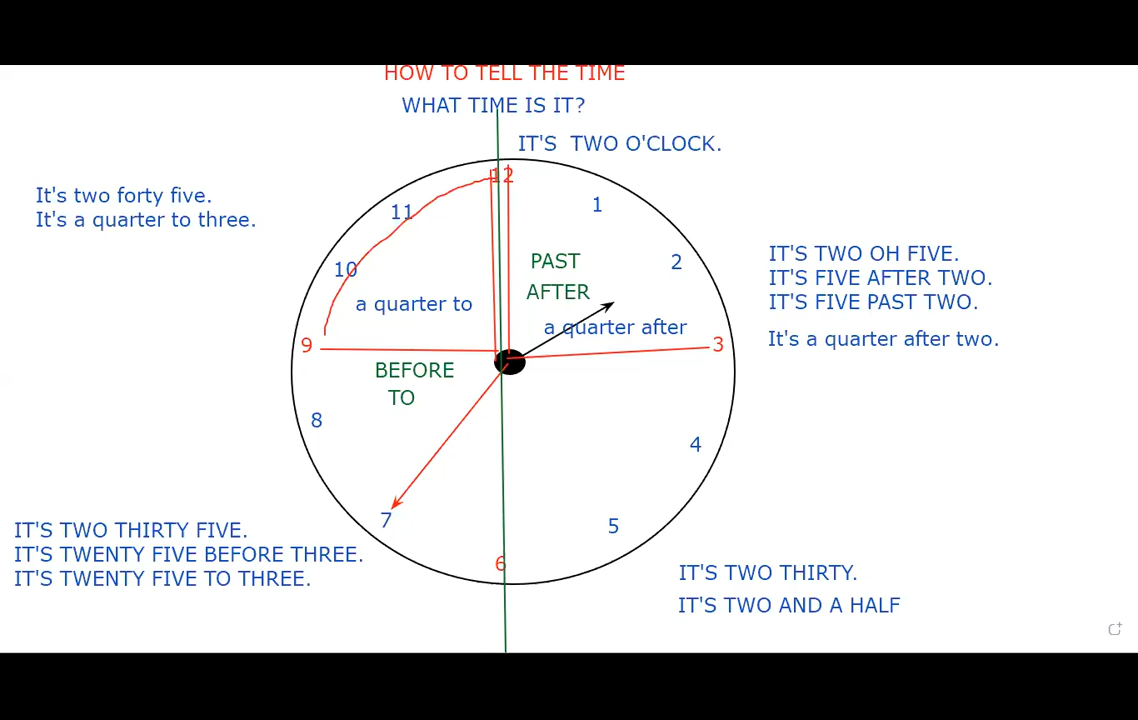 HOW TO TELL THE TIME
WHAT TIME IS IT?
IT'S TWO O'CLOCK.
12
1
11
It's two forty five.
It's a quarter to three.
2
10
PAST
AFTER
IT'S TWO OH FIVE.
IT'S FIVE AFTER TWO.
IT'S FIVE PAST TWO.
a quarter to
a quarter after
It's a quarter after two.
9
3
BEFORE
TO
8
4
7
5
6
IT'S TWO THIRTY FIVE.
IT'S TWENTY FIVE BEFORE THREE.
IT'S TWENTY FIVE TO THREE.
IT'S TWO THIRTY.
IT'S TWO AND A HALF